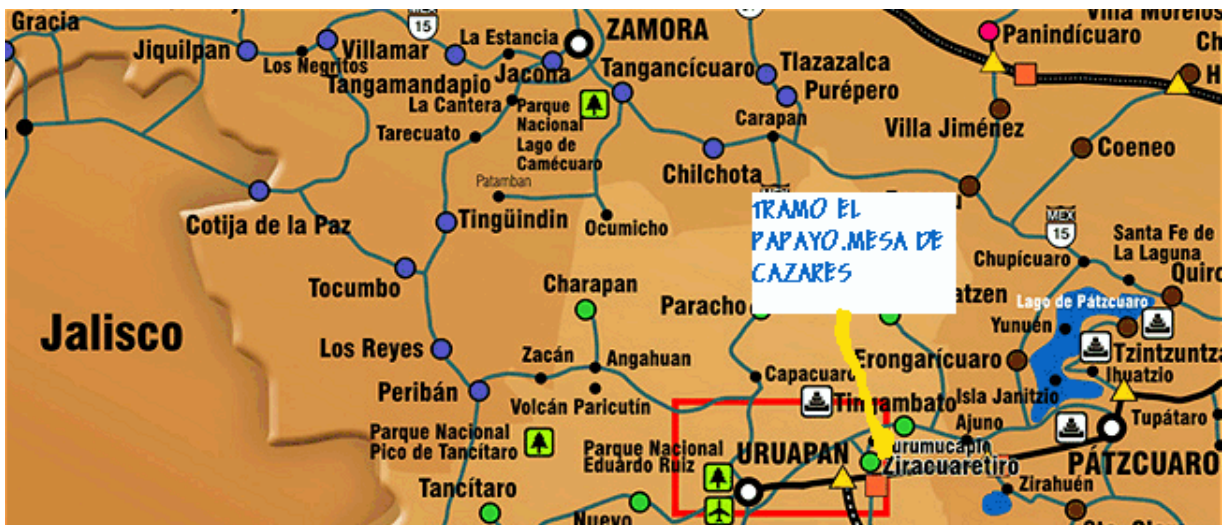 Gracia
15
Villa Morelos
Jiquilpan
Villamar
La Estancia
ZAMORA
Panindícuaro
Los Negritos
Tangamandapio
Jacona
Tangancícuaro
Tlazazalca
La Cantera
Parque
Nacional
Lago de
Camécuaro
Purépero
Tarecuato
Carapan
Villa Jiménez
Coeneo
Chilchota
Patamban
Cotija de la Paz
Tingüindin
Ocumicho
TRAMO EL
PAPAYO.MESA DE
CAZARES
MEX
15
Santa Fe de
La Laguna
Chupícuaro
Tocumbo
Charapan
Paracho
Lago de Pátzcuaro
Yunuén
Jalisco
Los Reyes
Zacán
Angahuan
Erongarícuaro
Ihuatzio
Peribán
Capacuaro
Volcán Paricutín
Isla Janitzio
Tingambato
Ajuno
Tupátaro
Parque Nacional
Pico de Tancítaro
Parque Nacional
Eduardo Ruiz
URUAPAN
Ziracuaretiro
PÁTZCUARO
Tancítaro
Zirahuén
Nuevo